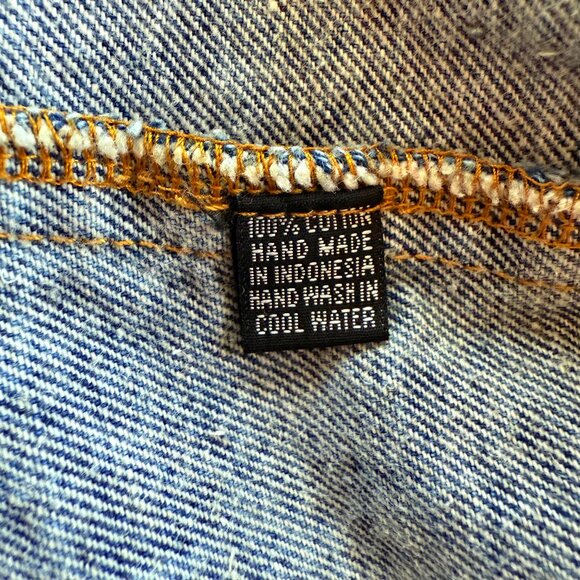 100% COTTON
HAND MADE
IN INDONESIA
HAND WASH IN
COOL WATER